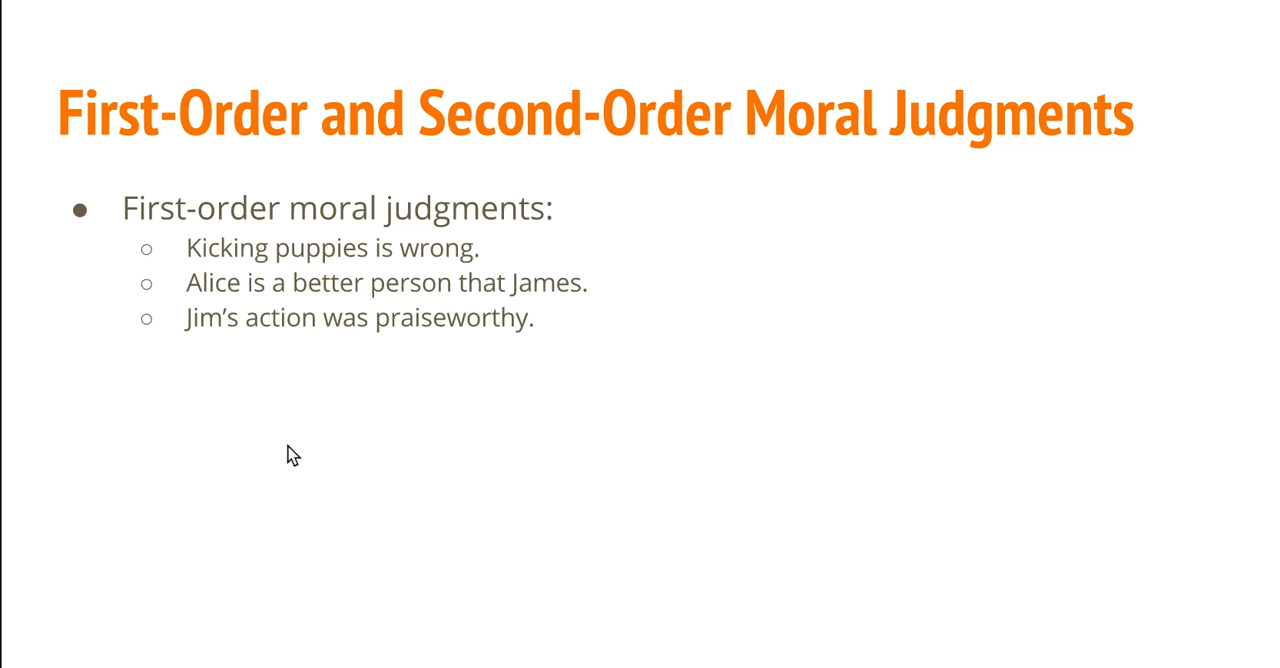 First-Order and Second-Order Moral Judgments
● First-order moral judgments:
○ Kicking puppies is wrong.
○ Alice is a better person that James.
○ Jim’s action was praiseworthy.